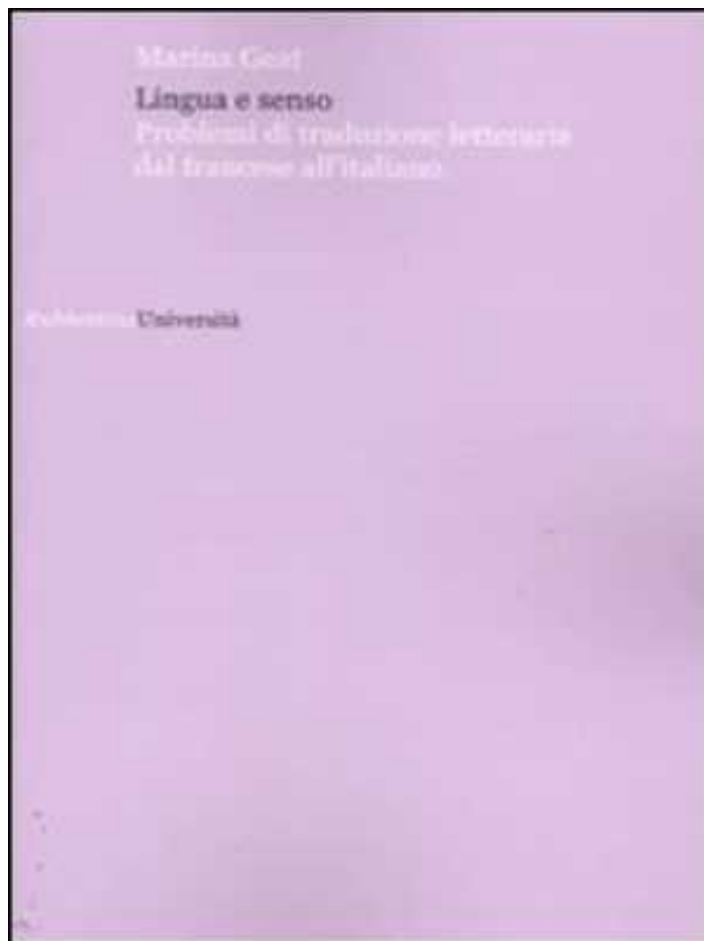 Marina Geat
Lingua e senso
Problemi di traduzione letteraria
dal francese all'italiano.
Università